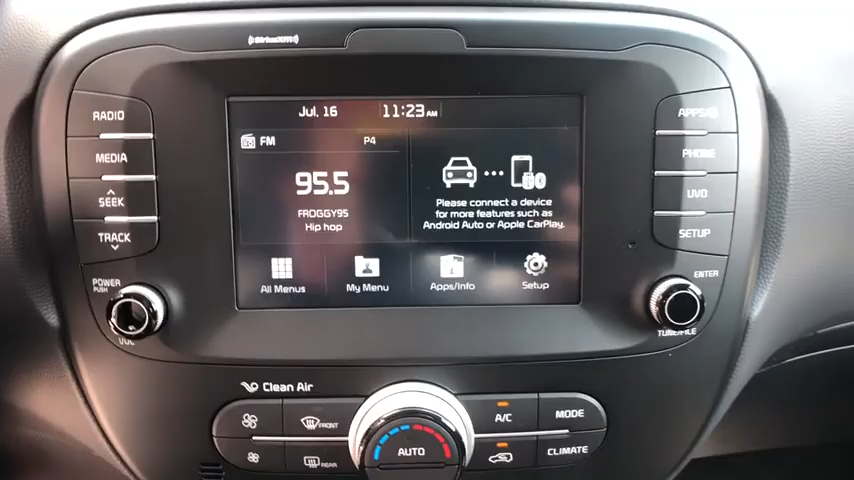 SiriusXM
RADIO
MEDIA
SEEK
TRACK
POWER
PUSH
VOL
Jul. 16 11:23 AM
FM P4
95.5
FROGGY95
Hip hop
Please connect a device
for more features such as
Android Auto or Apple CarPlay.
All Menus My Menu Apps/Info Setup
APPS
PHONE
UVO
SETUP
ENTER
TUNE/FILE
Clean Air
FRONT
REAR
AUTO
A/C
MODE
CLIMATE